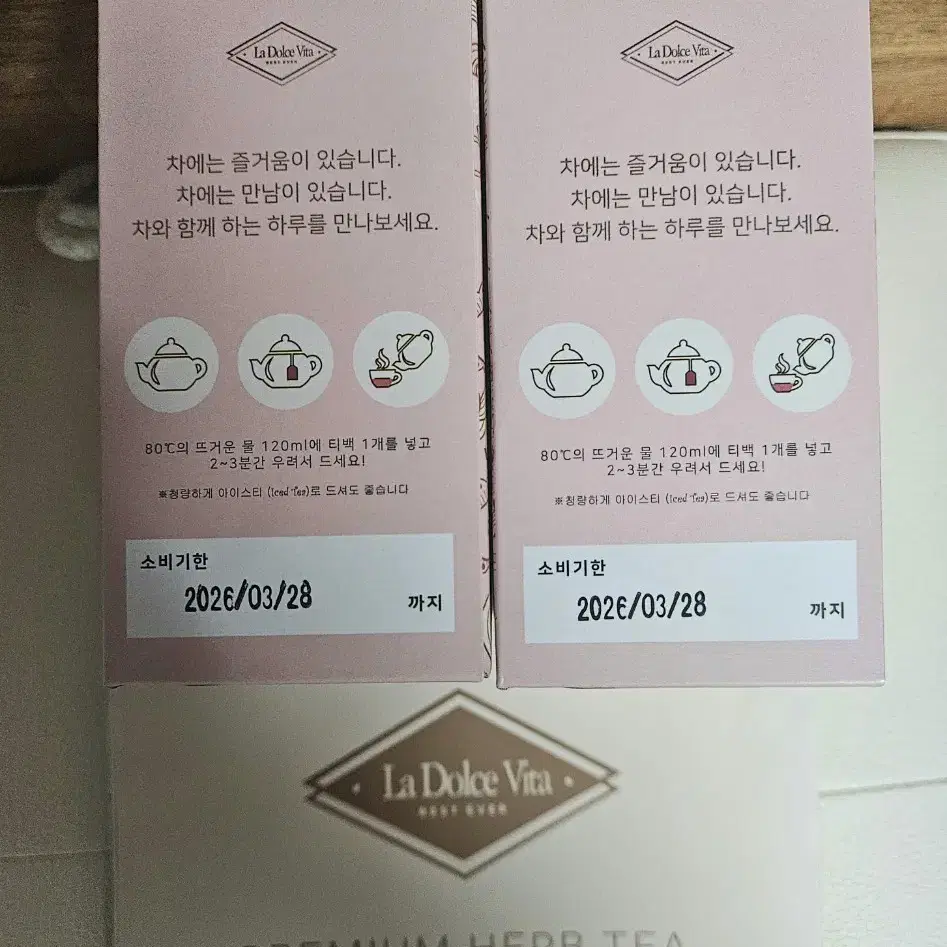 La Dolce Vita
BEST EVER
차에는 즐거움이 있습니다.
차에는 만남이 있습니다.
차와 함께 하는 하루를 만나보세요.
80℃의 뜨거운 물 120ml에 티백 1개를 넣고
2~3분간 우려서 드세요!
※청량하게 아이스티 (Iced Tea)로 드셔도 좋습니다
소비기한
2026/03/28 까지
La Dolce Vita
BEST EVER
차에는 즐거움이 있습니다.
차에는 만남이 있습니다.
차와 함께 하는 하루를 만나보세요.
80℃의 뜨거운 물 120ml에 티백 1개를 넣고
2~3분간 우려서 드세요!
※청량하게 아이스티 (Iced Tea)로 드셔도 좋습니다
소비기한
2026/03/28 까지
La Dolce Vita
BEST EVER
PREMIUM HERB TEA